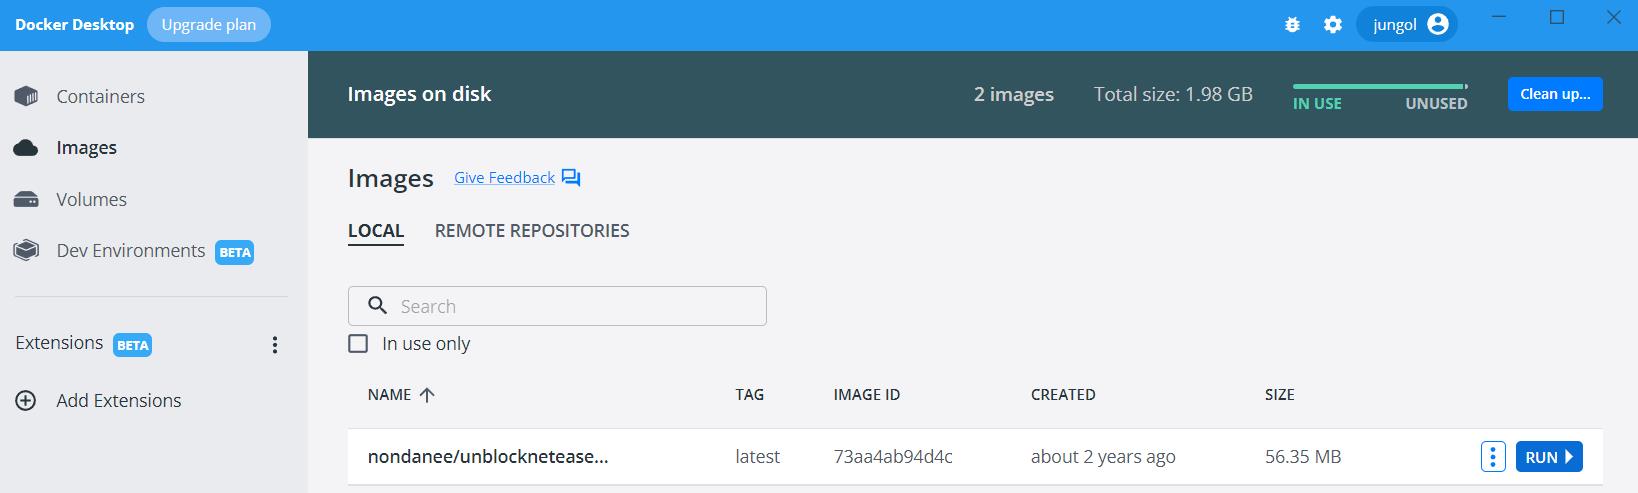 Docker Desktop Upgrade plan jungol
Containers
Images
Volumes
Dev Environments BETA
Extensions BETA
Add Extensions
Images on disk 2 images Total size: 1.98 GB IN USE UNUSED Clean up...
Images Give Feedback
LOCAL REMOTE REPOSITORIES
Search
In use only
NAME TAG IMAGE ID CREATED SIZE
nondanee/unblocknetease... latest 73aa4ab94d4c about 2 years ago 56.35 MB RUN